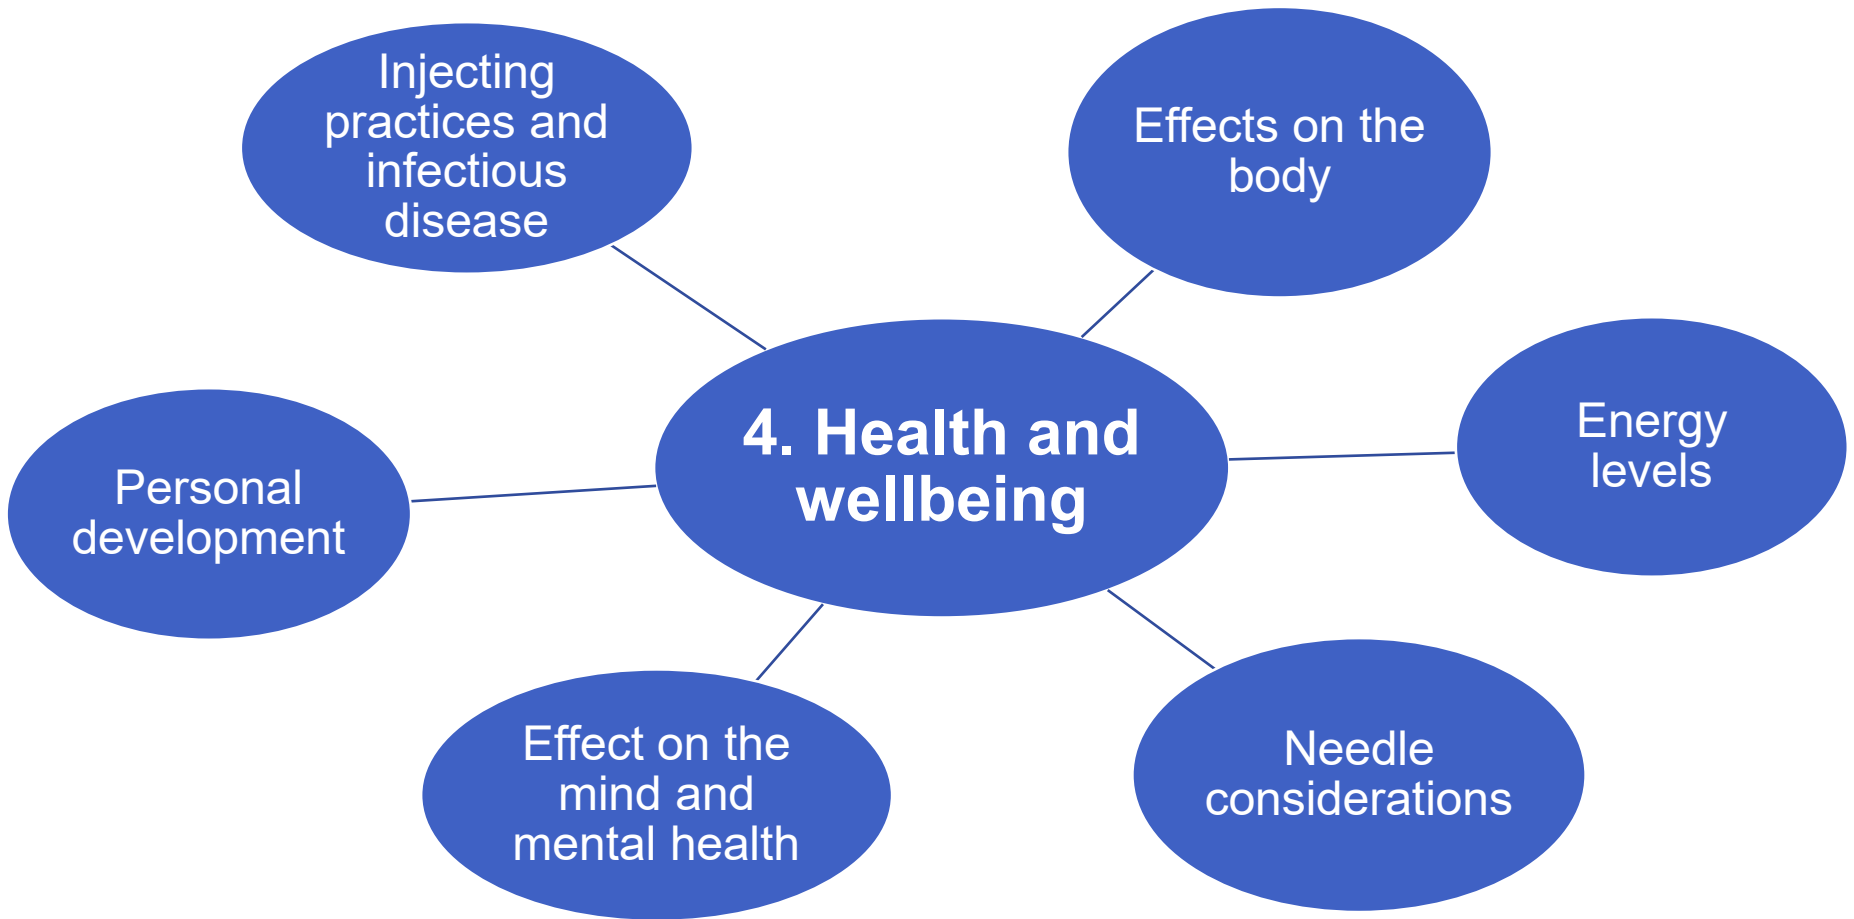 Injecting
practices and
infectious
disease
Effects on the
body
4. Health and
wellbeing
Energy
levels
Personal
development
Effect on the
mind and
mental health
Needle
considerations